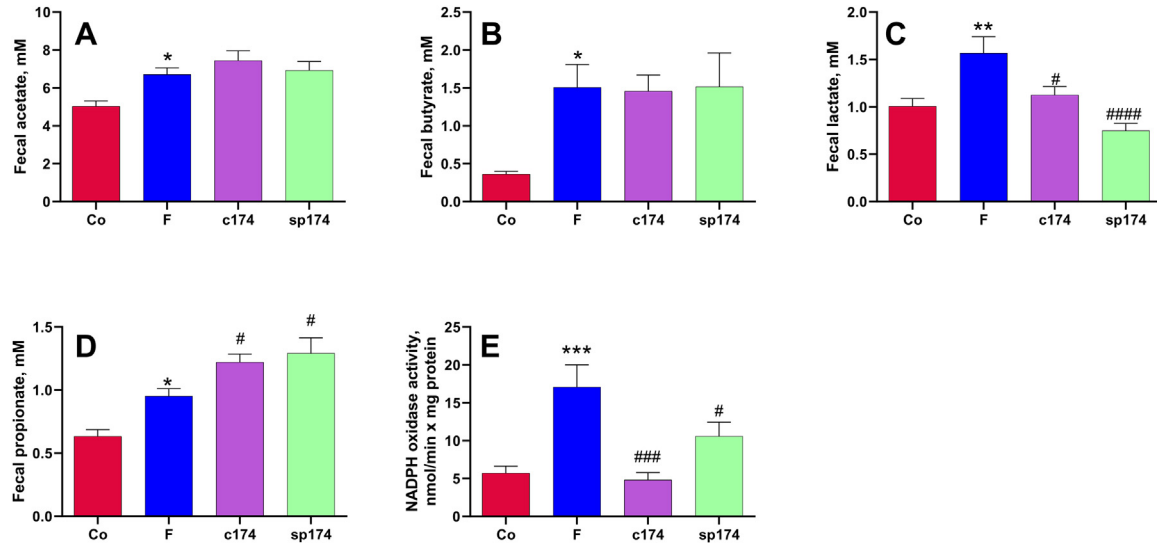 A
Fecal acetate, mM
10
8
6
4
2
0
*
Co F c174 sp174
B
Fecal butyrate, mM
2.5
2.0
1.5
1.0
0.5
0.0
*
Co F c174 sp174
C
Fecal lactate, mM
2.0
1.5
1.0
0.5
0.0
**
#
####
Co F c174 sp174
D
Fecal propionate, mM
1.5
1.0
0.5
0.0
*
#
#
Co F c174 sp174
E
NADPH oxidase activity,
nmol/min x mg protein
25
20
15
10
5
0
***
###
#
Co F c174 sp174